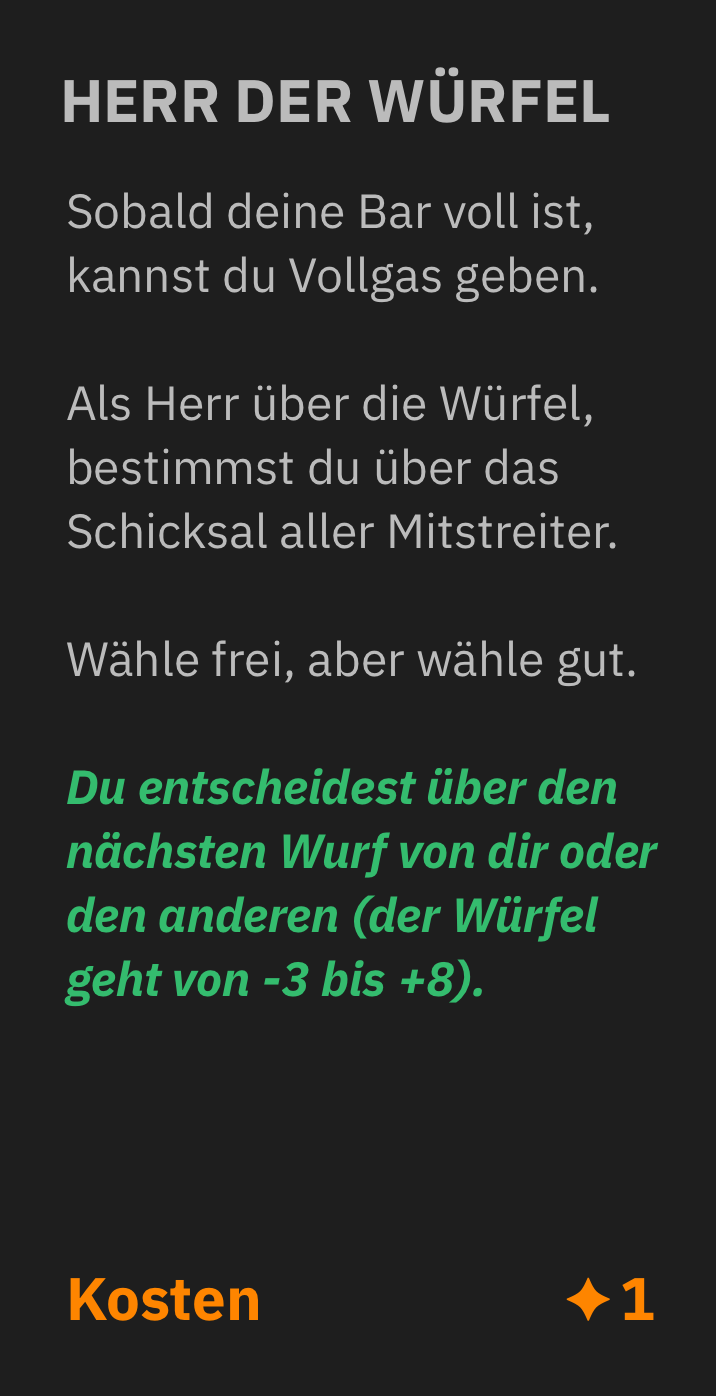 HERR DER WÜRFEL
Sobald deine Bar voll ist,
kannst du Vollgas geben.
Als Herr über die Würfel,
bestimmst du über das
Schicksal aller Mitstreiter.
Wähle frei, aber wähle gut.
Du entscheidest über den
nächsten Wurf von dir oder
den anderen (der Würfel
geht von -3 bis +8).
Kosten ✦1